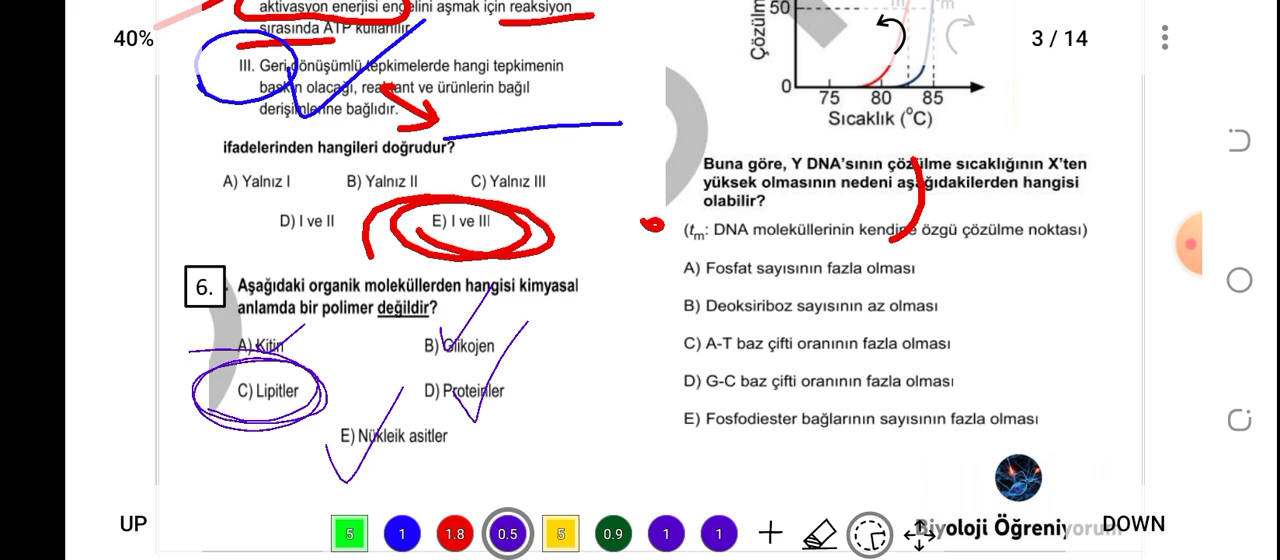 aktivasyon enerjisi engelini aşmak için reaksiyon
sırasında ATP kullanılır.
40%
III. Geri dönüşümlü tepkimelerde hangi tepkimenin
baskın olacağı, reaktant ve ürünlerin bağıl
derişimlerine bağlıdır.
ifadelerinden hangileri doğrudur?
A) Yalnız I
B) Yalnız II
C) Yalnız III
D) I ve II
E) I ve III
6.
Aşağıdaki organik moleküllerden hangisi kimyasal
anlamda bir polimer değildir?
A) Kitin
B) Glikojen
C) Lipitler
D) Proteinler
E) Nükleik asitler
50
Çözülm
m
m
0
75
80
85
Sıcaklık (°C)
3 / 14
Buna göre, Y DNA'sının çözülme sıcaklığının X'ten
yüksek olmasının nedeni aşağıdakilerden hangisi
olabilir?
(tm: DNA moleküllerinin kendine özgü çözülme noktası)
A) Fosfat sayısının fazla olması
B) Deoksiriboz sayısının az olması
C) A-T baz çifti oranının fazla olması
D) G-C baz çifti oranının fazla olması
E) Fosfodiester bağlarının sayısının fazla olması
UP
5
1
1.8
0.5
5
0.9
1
1
Biyoloji Öğreniyorum
DOWN